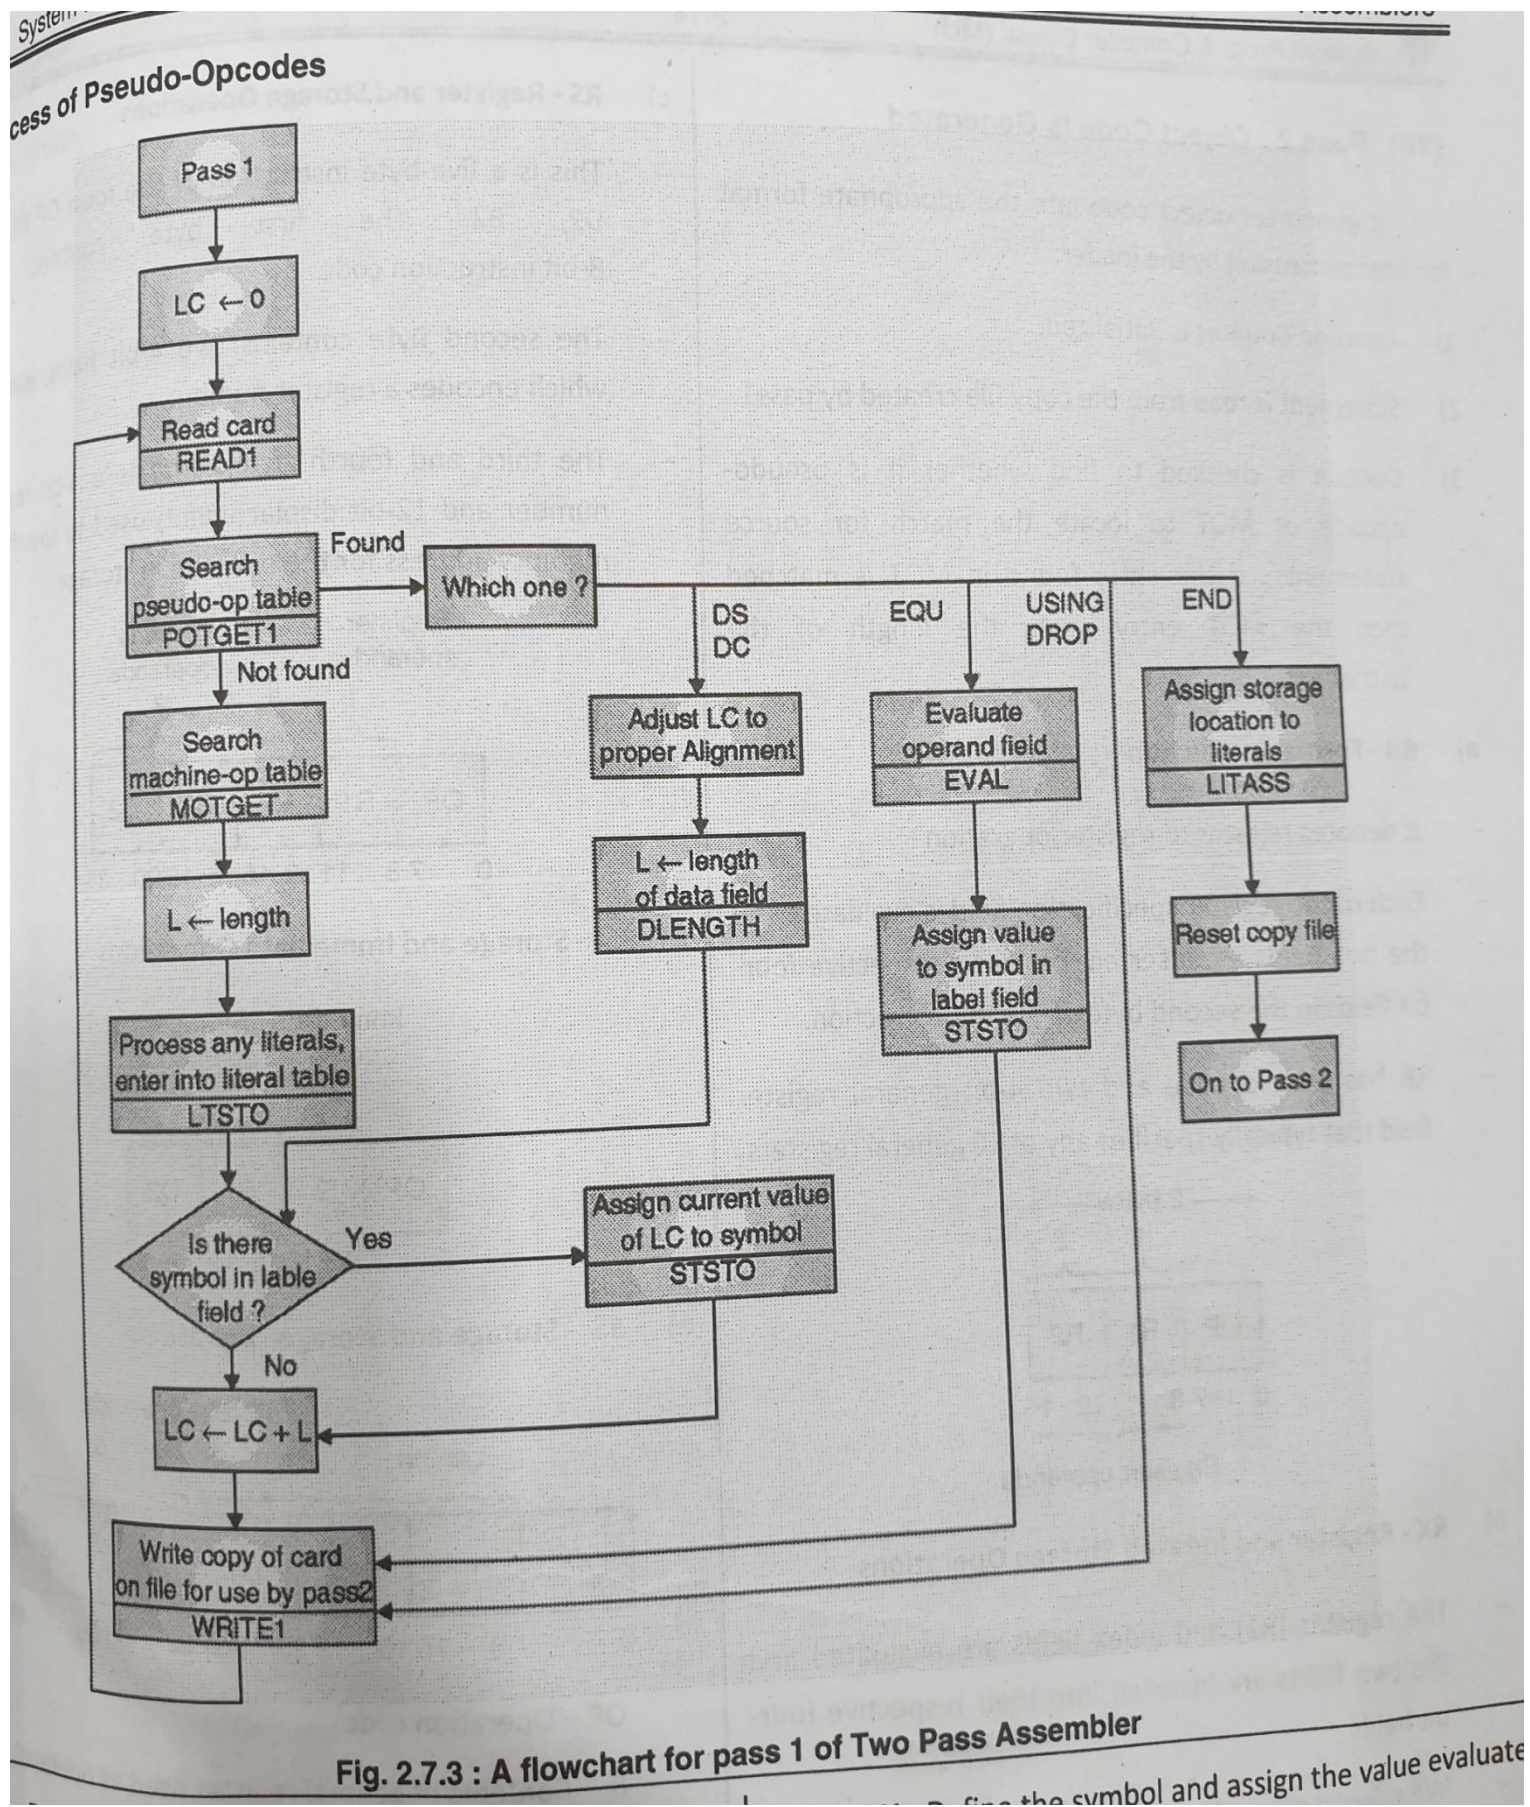 System
Assemblers
cess of Pseudo-Opcodes
Pass 1
LC ← 0
Read card
READ1
Search
pseudo-op table
POTGET1
Found
Which one ?
Not found
DS
DC
EQU
USING
DROP
END
Search
machine-op table
MOTGET
L ← length
Process any literals,
enter into literal table
LTSTO
Adjust LC to
proper Alignment
L ← length
of data field
DLENGTH
Evaluate
operand field
EVAL
Assign value
to symbol in
label field
STSTO
Assign storage
location to
literals
LITASS
Reset copy file
On to Pass 2
Is there
symbol in lable
field ?
Yes
Assign current value
of LC to symbol
STSTO
No
LC ← LC + L
Write copy of card
on file for use by pass2
WRITE1
Fig. 2.7.3 : A flowchart for pass 1 of Two Pass Assembler
the symbol and assign the value evaluate